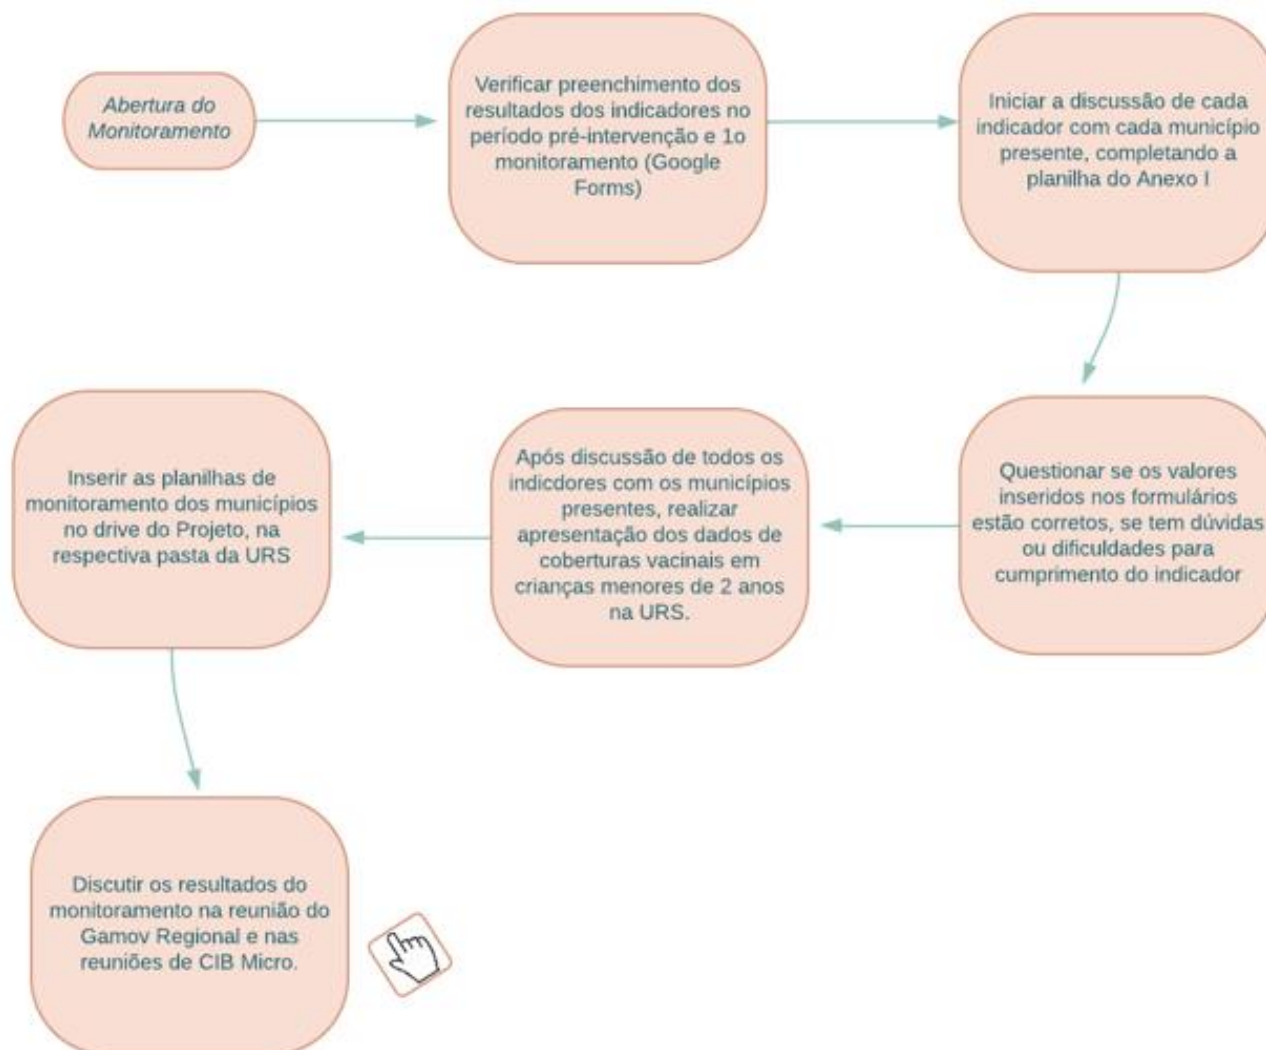 Abertura do
Monitoramento
Verificar preenchimento dos
resultados dos indicadores no
período pré-intervenção e 1o
monitoramento (Google
Forms)
Iniciar a discussão de cada
indicador com cada município
presente, completando a
planilha do Anexo I
Questionar se os valores
inseridos nos formulários
estão corretos, se tem dúvidas
ou dificuldades para
cumprimento do indicador
Após discussão de todos os
indicdores com os municípios
presentes, realizar
apresentação dos dados de
coberturas vacinais em
crianças menores de 2 anos
na URS.
Inserir as planilhas de
monitoramento dos municípios
no drive do Projeto, na
respectiva pasta da URS
Discutir os resultados do
monitoramento na reunião do
Gamov Regional e nas
reuniões de CIB Micro.